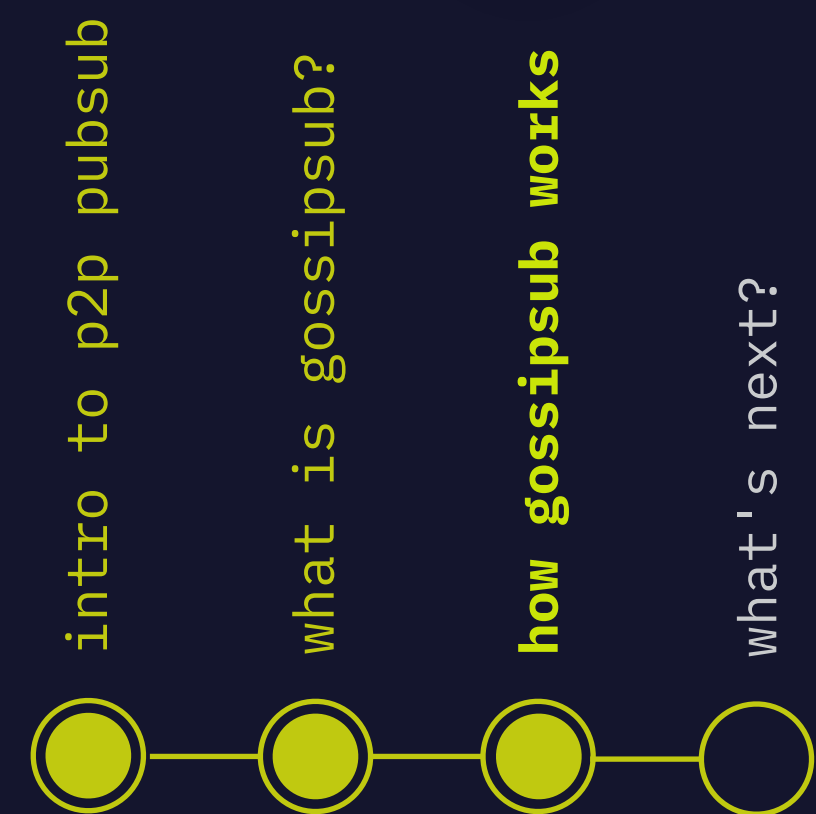 intro to p2p pubsub
what is gossipsub?
how gossipsub works
what's next?